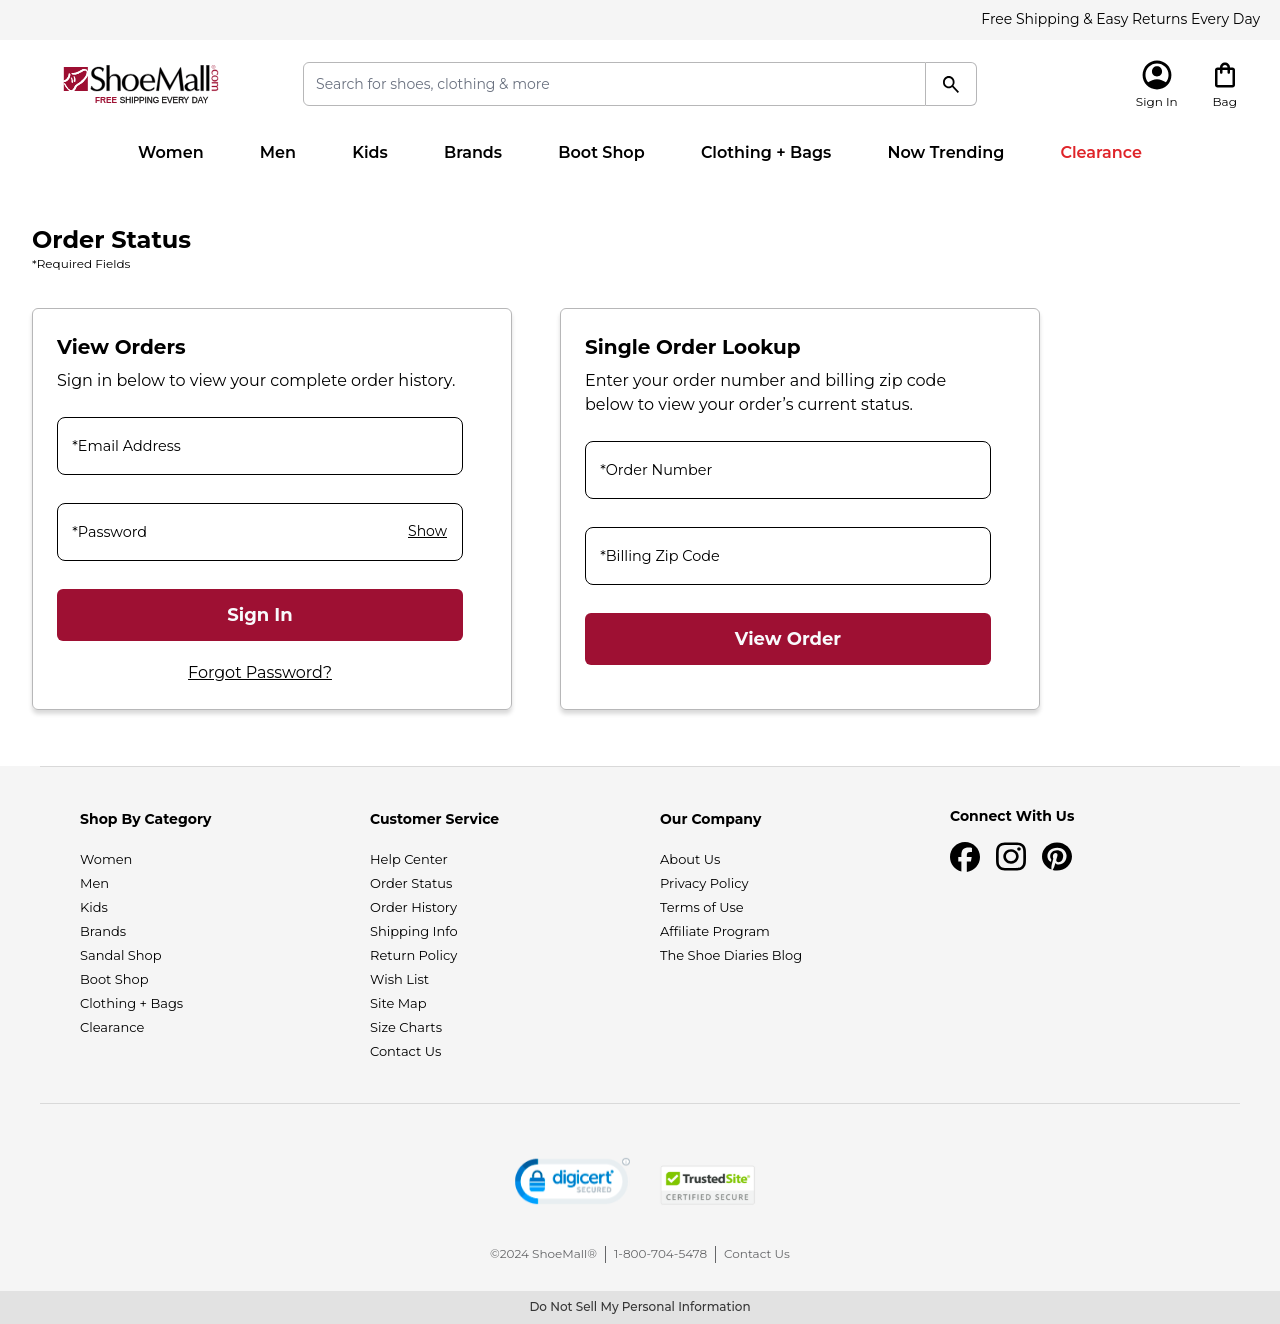 Free Shipping & Easy Returns Every Day
ShoeMall.com
FREE SHIPPING EVERY DAY
Search for shoes, clothing & more
Sign In
Bag
Women Men Kids Brands Boot Shop Clothing + Bags Now Trending Clearance
Order Status
*Required Fields
View Orders
Sign in below to view your complete order history.
*Email Address
*Password Show
Sign In
Forgot Password?
Single Order Lookup
Enter your order number and billing zip code
below to view your order’s current status.
*Order Number
*Billing Zip Code
View Order
Shop By Category
Women
Men
Kids
Brands
Sandal Shop
Boot Shop
Clothing + Bags
Clearance
Customer Service
Help Center
Order Status
Order History
Shipping Info
Return Policy
Wish List
Site Map
Size Charts
Contact Us
Our Company
About Us
Privacy Policy
Terms of Use
Affiliate Program
The Shoe Diaries Blog
Connect With Us
digicert
SECURED
TrustedSite
CERTIFIED SECURE
©2024 ShoeMall® 1-800-704-5478 Contact Us
Do Not Sell My Personal Information